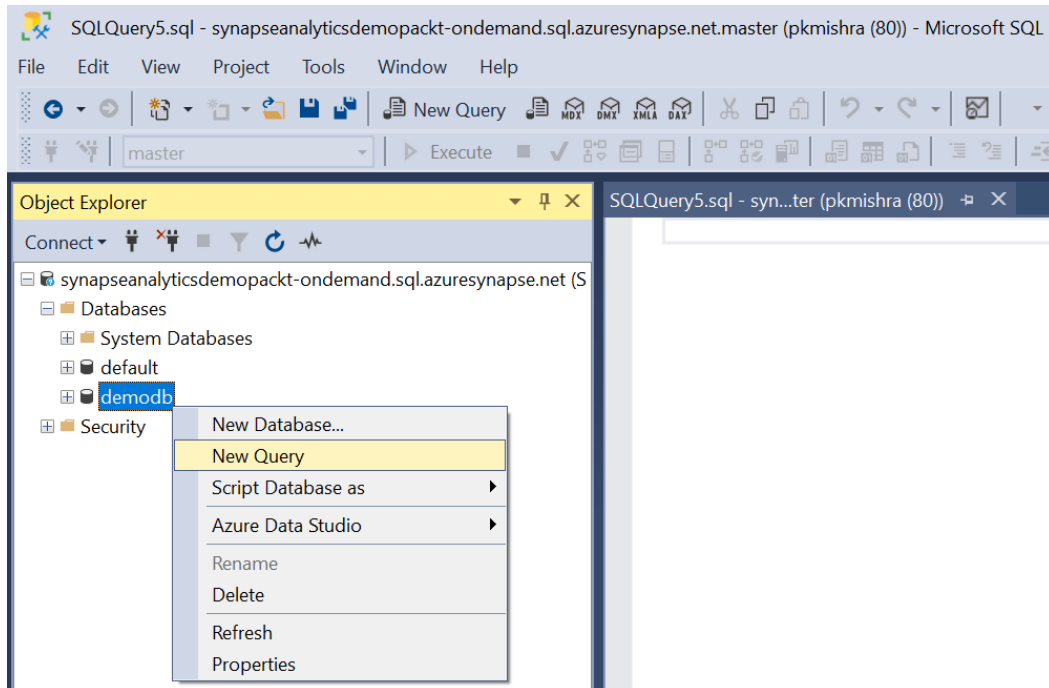 SQLQuery5.sql - synapseanalyticsdemopackt-ondemand.sql.azuresynapse.net.master (pkmishra (80)) - Microsoft SQL
File Edit View Project Tools Window Help
New Query MDX DMX XMLA DAX
master Execute
Object Explorer
SQLQuery5.sql - syn...ter (pkmishra (80))
Connect
synapseanalyticsdemopackt-ondemand.sql.azuresynapse.net (S
Databases
System Databases
default
demodb
Security
New Database...
New Query
Script Database as
Azure Data Studio
Rename
Delete
Refresh
Properties